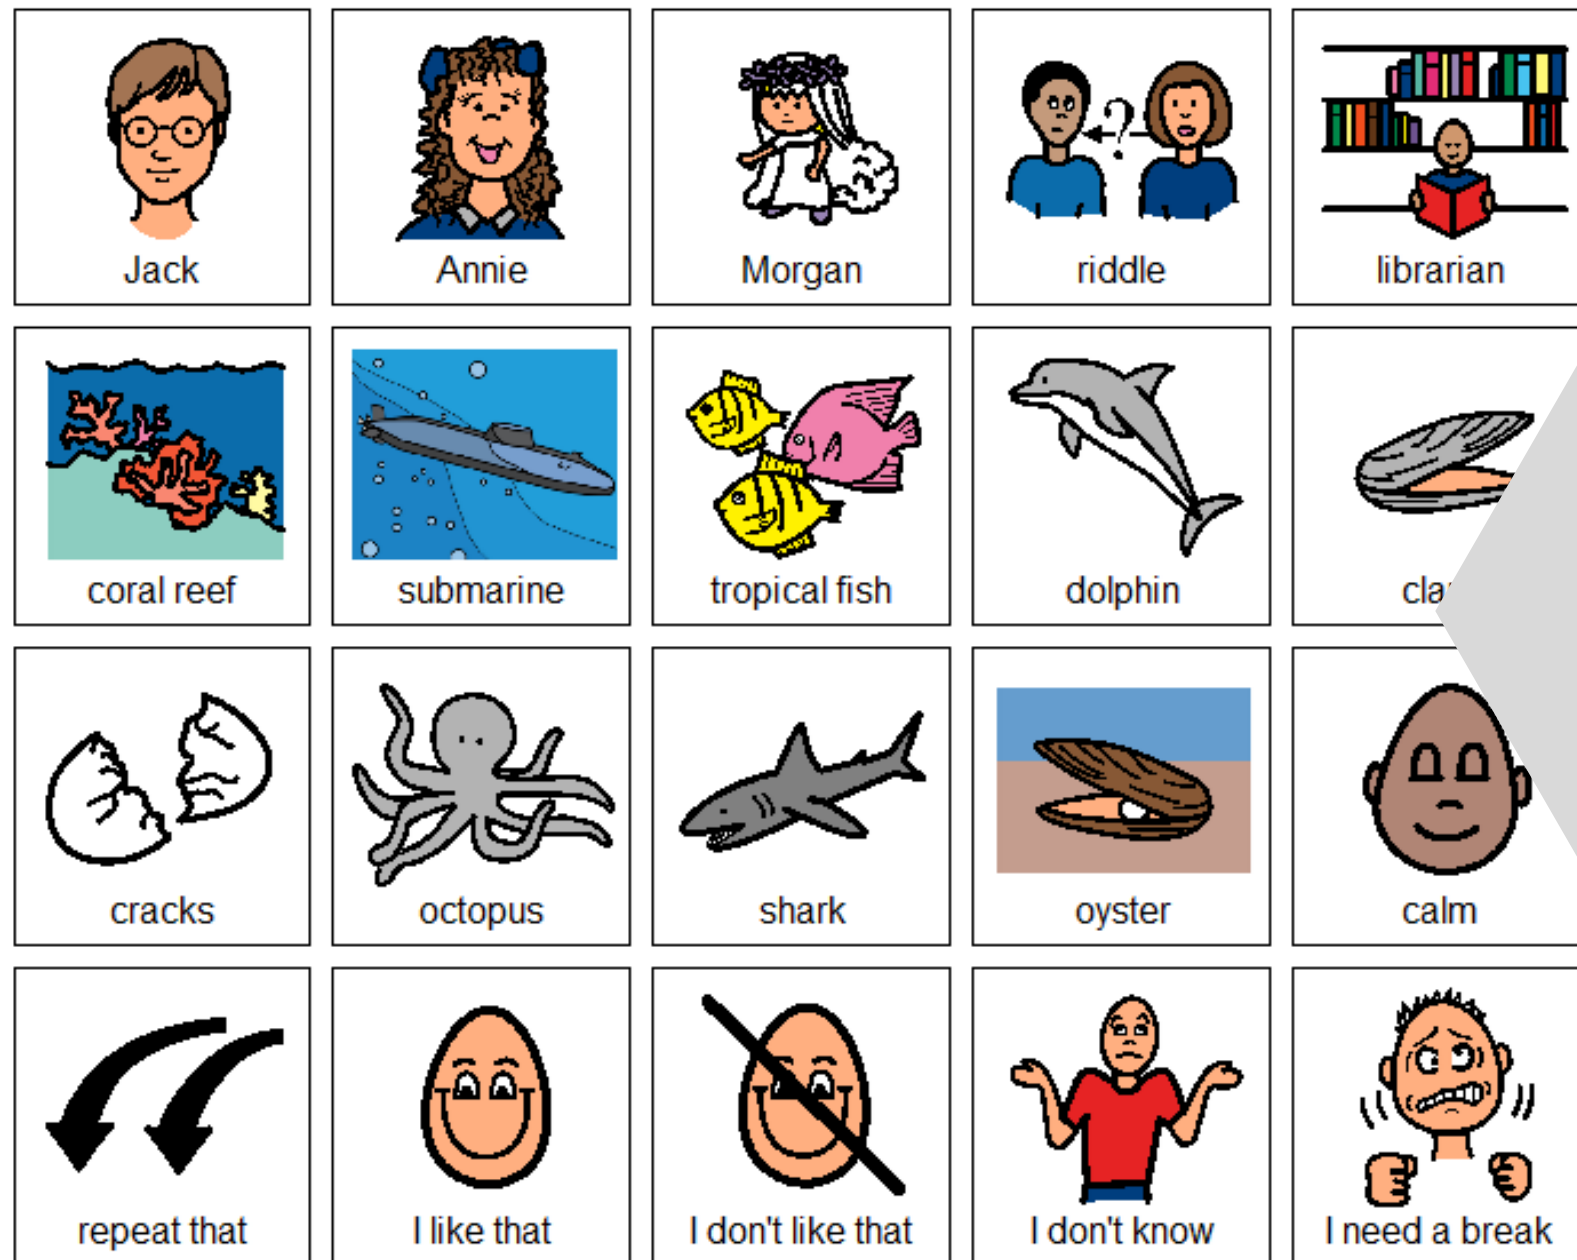 Jack
Annie
Morgan
riddle
librarian
coral reef
submarine
tropical fish
dolphin
cracks
octopus
shark
oyster
calm
repeat that
I like that
I don't like that
I don't know
I need a break